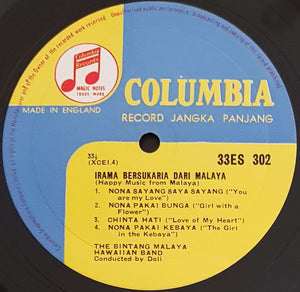 Columbia
Records
MAGIC NOTES
TRADE MARK
COLUMBIA
MADE IN ENGLAND
RECORD JANGKA PANJANG
33⅓
(XCEI.4)
33ES 302
IRAMA BERSUKARIA DARI MALAYA
(Happy Music from Malaya)
1 - NONA SAYANG SAYA SAYANG ("You
are my Love")
2 - NONA PAKAI BUNGA ("Girl with a
Flower")
3 - CHINTA HATI ("Love of My Heart")
4 - NONA PAKAI KEBAYA ("The Girl
in the Kebaya")
THE BINTANG MALAYA
HAWAIIAN BAND
Conducted by Doli